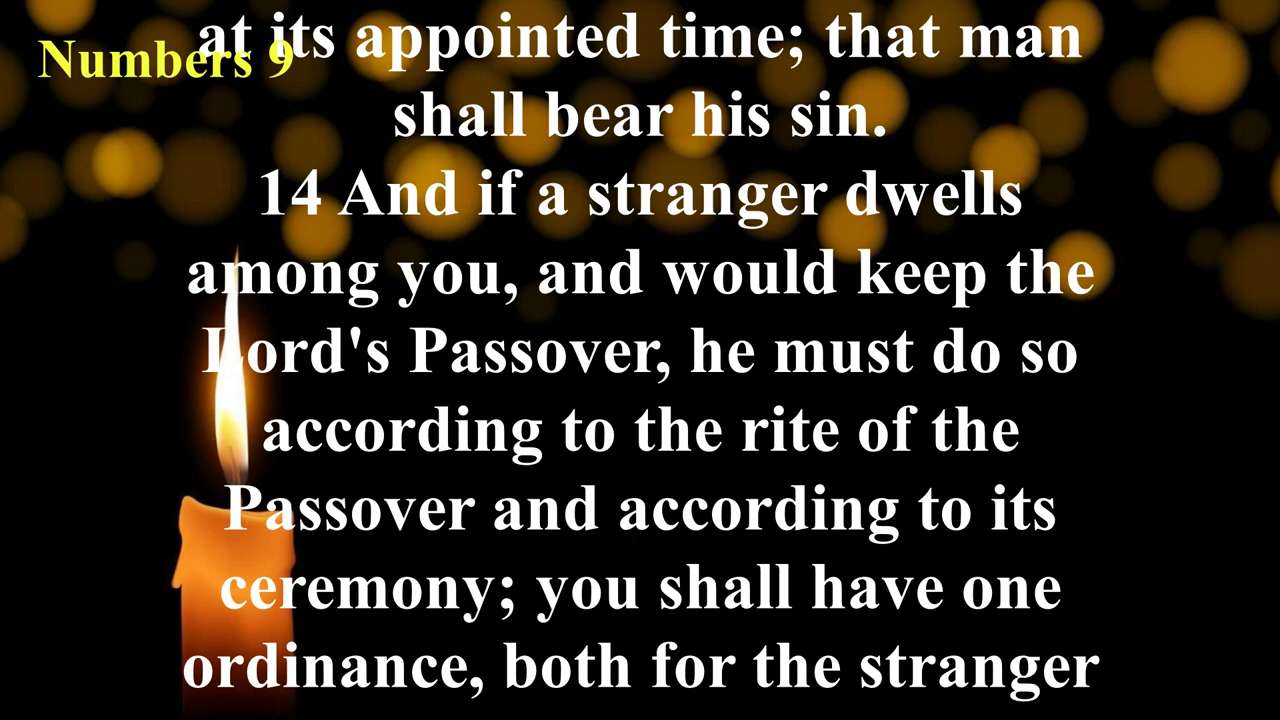 Numbers 9
at its appointed time; that man
shall bear his sin.
14 And if a stranger dwells
among you, and would keep the
Lord's Passover, he must do so
according to the rite of the
Passover and according to its
ceremony; you shall have one
ordinance, both for the stranger